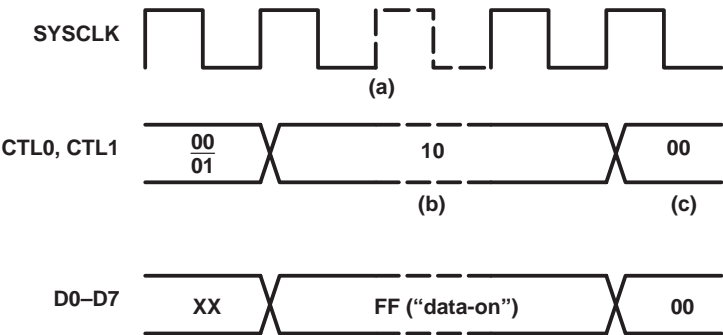 SYSCLK
(a)
CTL0, CTL1
00
01
10
00
(b)
(c)
D0–D7
XX
FF (“data-on”)
00